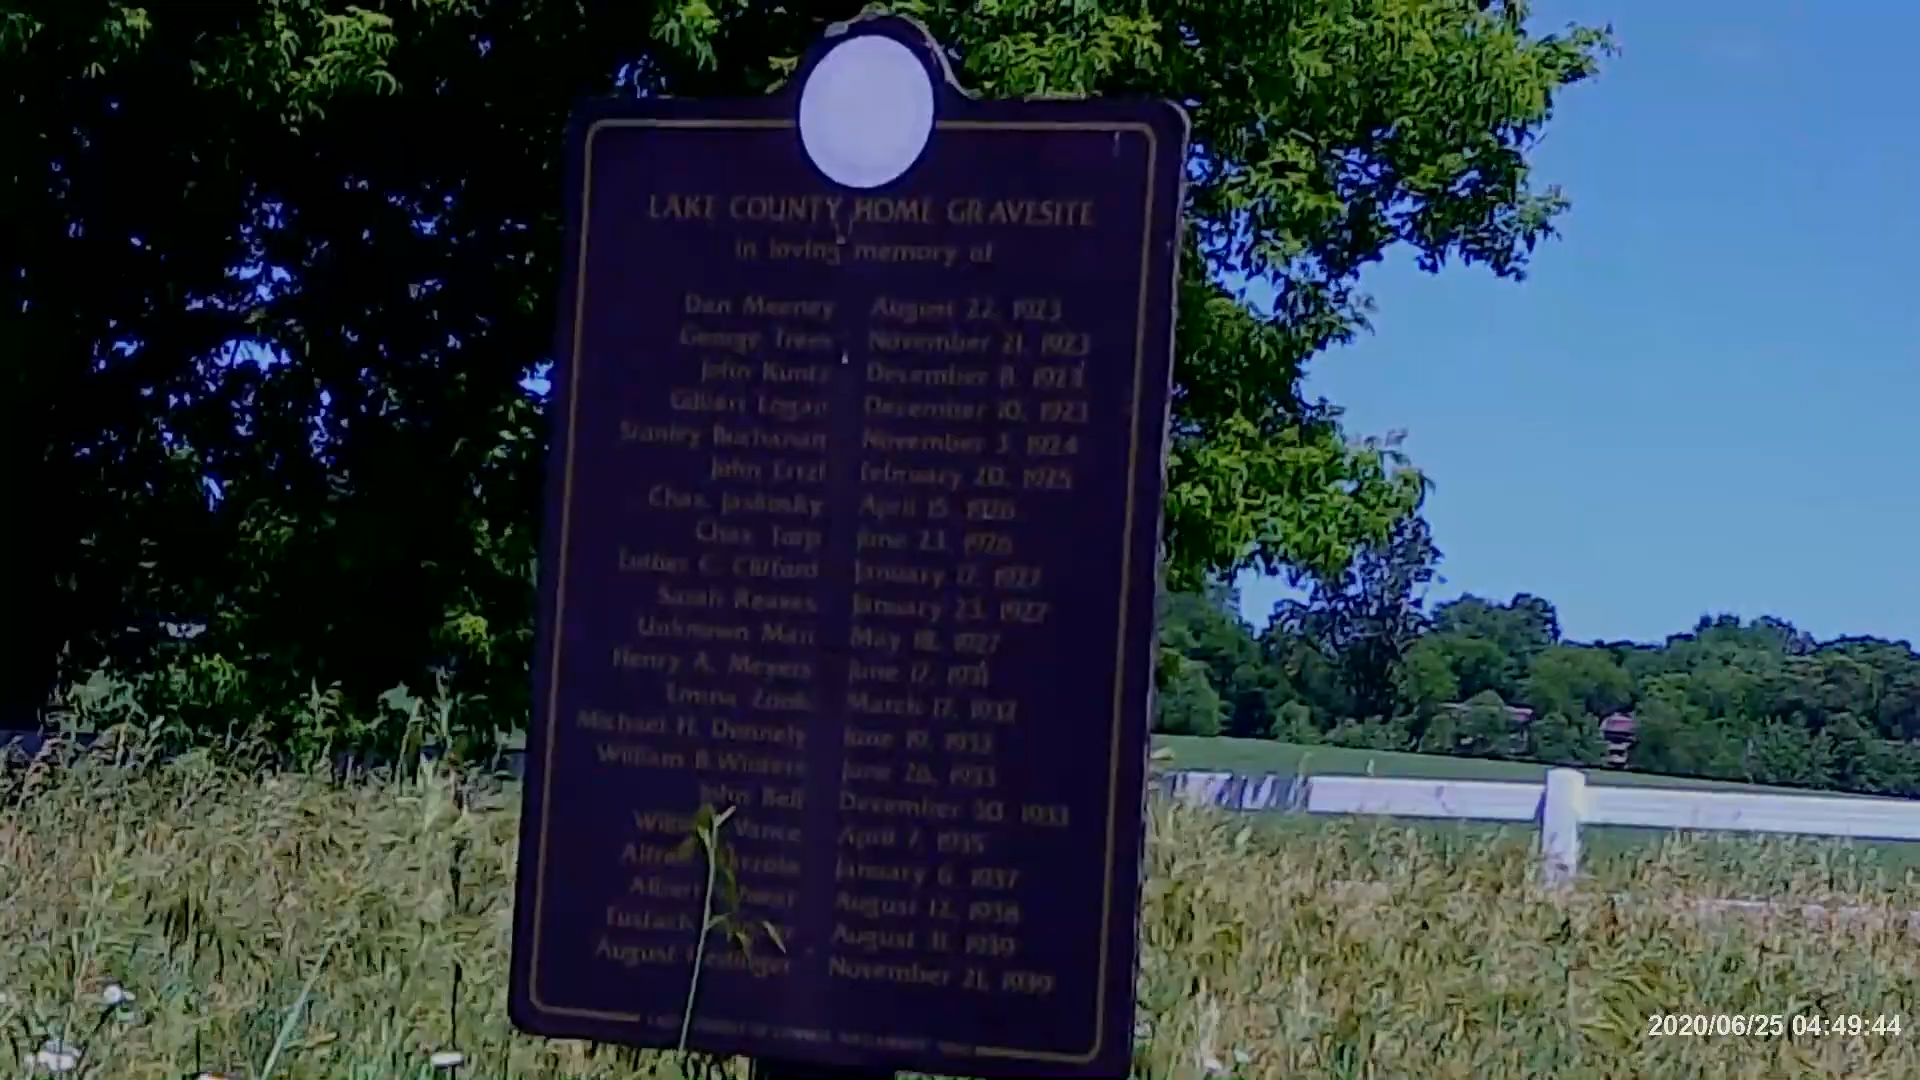 LAKE COUNTY HOME GRAVESITE
in loving memory of
Dan Meeney August 22, 1923
George Trees November 21, 1923
John Kuntz December 8, 1923
Gilbert Logan December 10, 1923
Stanley Buchanan November 3, 1924
John Ertzl February 20, 1925
Chas. Jaslinsky April 15, 1926
Chas. Tarp June 23, 1926
Luther C. Clifford January 17, 1927
Sarah Reaves January 23, 1927
Unknown Man May 18, 1927
Henry A. Meyers June 17, 1931
Emma Zook March 17, 1932
Michael H. Donnely June 19, 1933
William B. Winters June 26, 1933
John Bell December 30, 1933
Vance April 7, 1935
January 6, 1937
Albert August 12, 1938
August 11, 1939
August November 21, 1939
2020/06/25 04:49:44